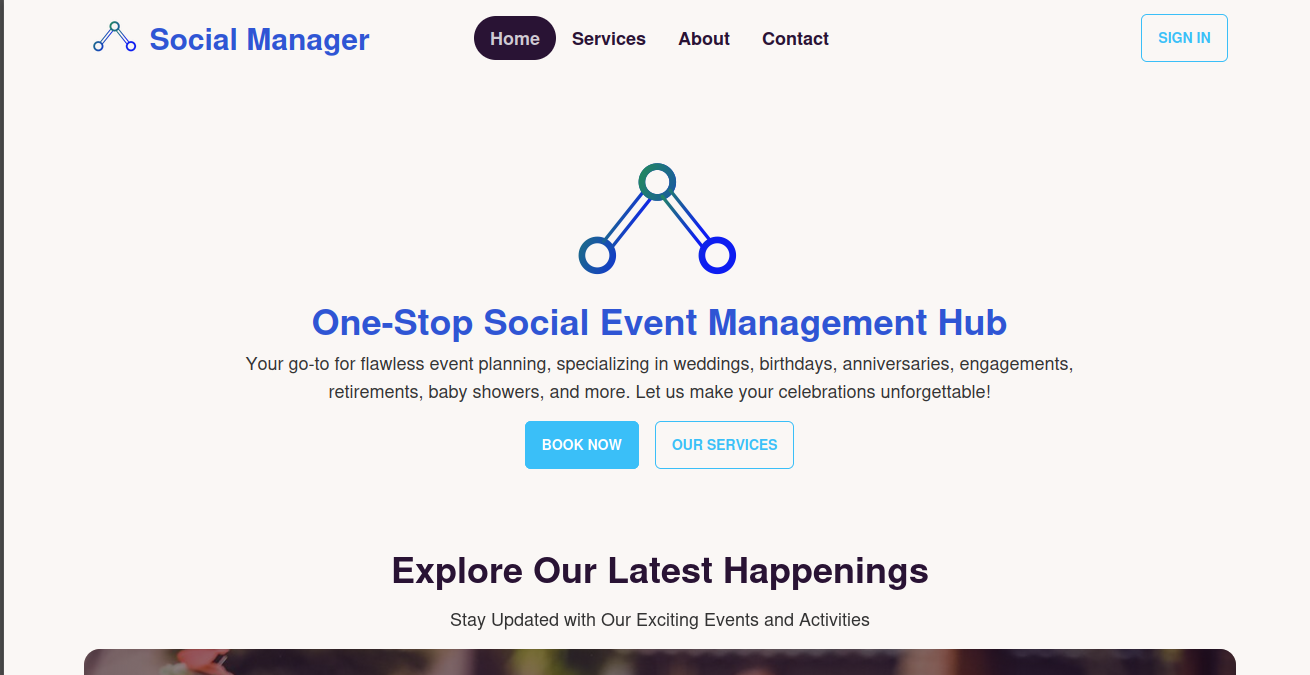 Social Manager
Home
Services
About
Contact
SIGN IN
One-Stop Social Event Management Hub
Your go-to for flawless event planning, specializing in weddings, birthdays, anniversaries, engagements,
retirements, baby showers, and more. Let us make your celebrations unforgettable!
BOOK NOW
OUR SERVICES
Explore Our Latest Happenings
Stay Updated with Our Exciting Events and Activities